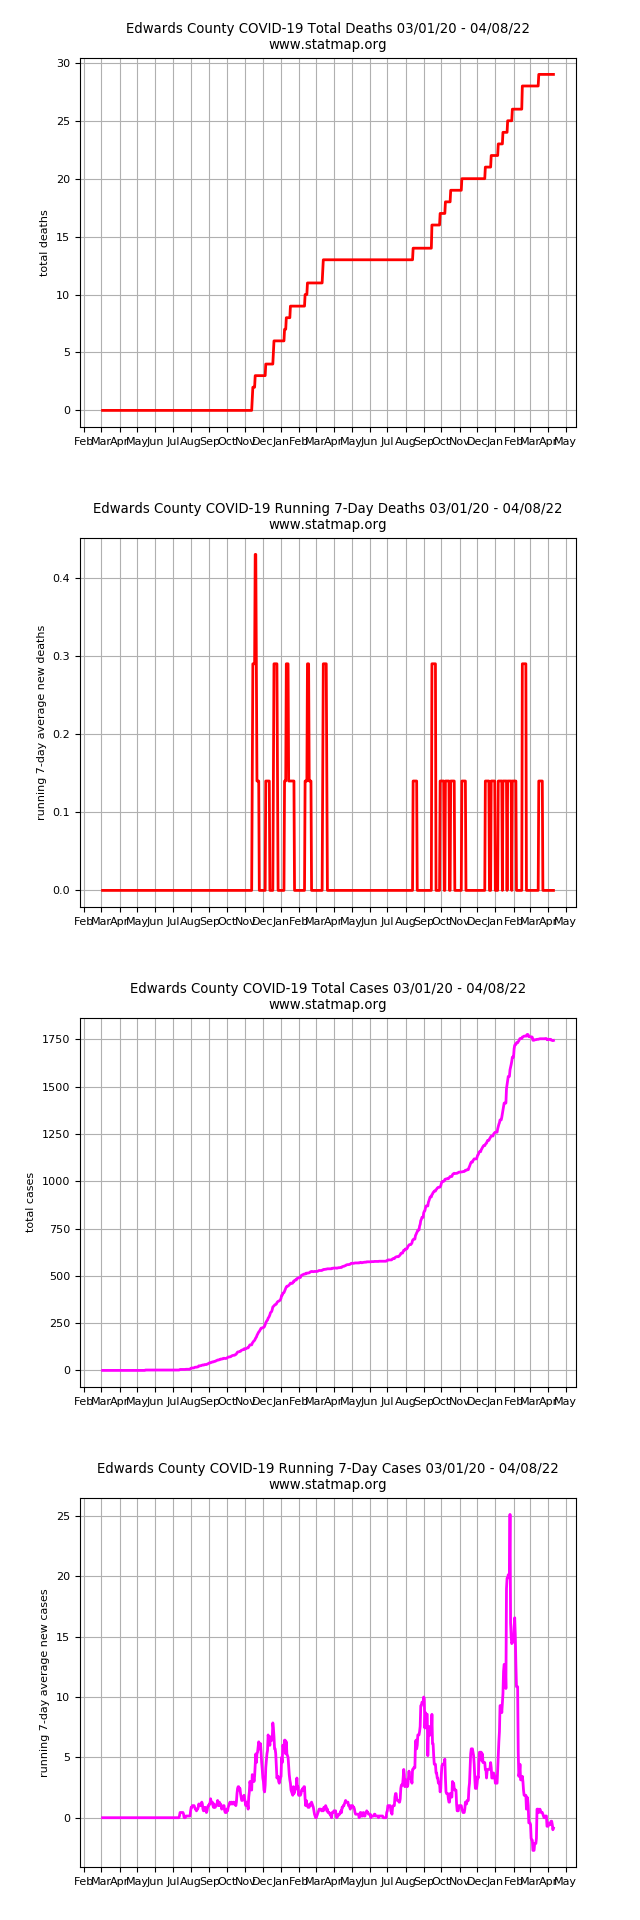 Edwards County COVID-19 Total Deaths 03/01/20 - 04/08/22
www.statmap.org
30
25
20
15
10
5
0
total deaths
Feb Mar Apr May Jun Jul Aug Sep Oct Nov Dec Jan Feb Mar Apr May Jun Jul Aug Sep Oct Nov Dec Jan Feb Mar Apr May
Edwards County COVID-19 Running 7-Day Deaths 03/01/20 - 04/08/22
www.statmap.org
0.4
0.3
0.2
0.1
0.0
running 7-day average new deaths
Feb Mar Apr May Jun Jul Aug Sep Oct Nov Dec Jan Feb Mar Apr May Jun Jul Aug Sep Oct Nov Dec Jan Feb Mar Apr May
Edwards County COVID-19 Total Cases 03/01/20 - 04/08/22
www.statmap.org
1750
1500
1250
1000
750
500
250
0
total cases
Feb Mar Apr May Jun Jul Aug Sep Oct Nov Dec Jan Feb Mar Apr May Jun Jul Aug Sep Oct Nov Dec Jan Feb Mar Apr May
Edwards County COVID-19 Running 7-Day Cases 03/01/20 - 04/08/22
www.statmap.org
25
20
15
10
5
0
running 7-day average new cases
Feb Mar Apr May Jun Jul Aug Sep Oct Nov Dec Jan Feb Mar Apr May Jun Jul Aug Sep Oct Nov Dec Jan Feb Mar Apr May